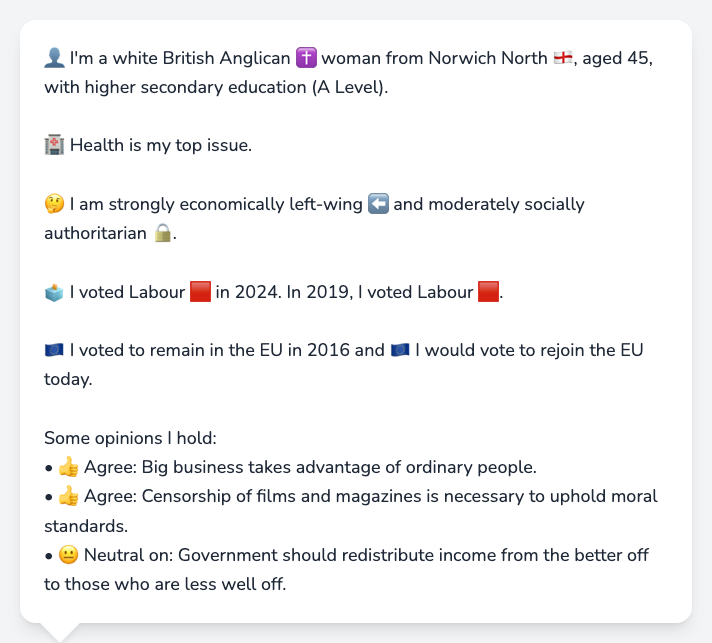 👤 I'm a white British Anglican ✝️ woman from Norwich North 🏴󠁧󠁢󠁥󠁮󠁧󠁿, aged 45,
with higher secondary education (A Level).
🏥 Health is my top issue.
🤔 I am strongly economically left-wing ⬅️ and moderately socially
authoritarian 🔒.
🗳️ I voted Labour 🟥 in 2024. In 2019, I voted Labour 🟥.
🇪🇺 I voted to remain in the EU in 2016 and 🇪🇺 I would vote to rejoin the EU
today.
Some opinions I hold:
• 👍 Agree: Big business takes advantage of ordinary people.
• 👍 Agree: Censorship of films and magazines is necessary to uphold moral
standards.
• 😐 Neutral on: Government should redistribute income from the better off
to those who are less well off.